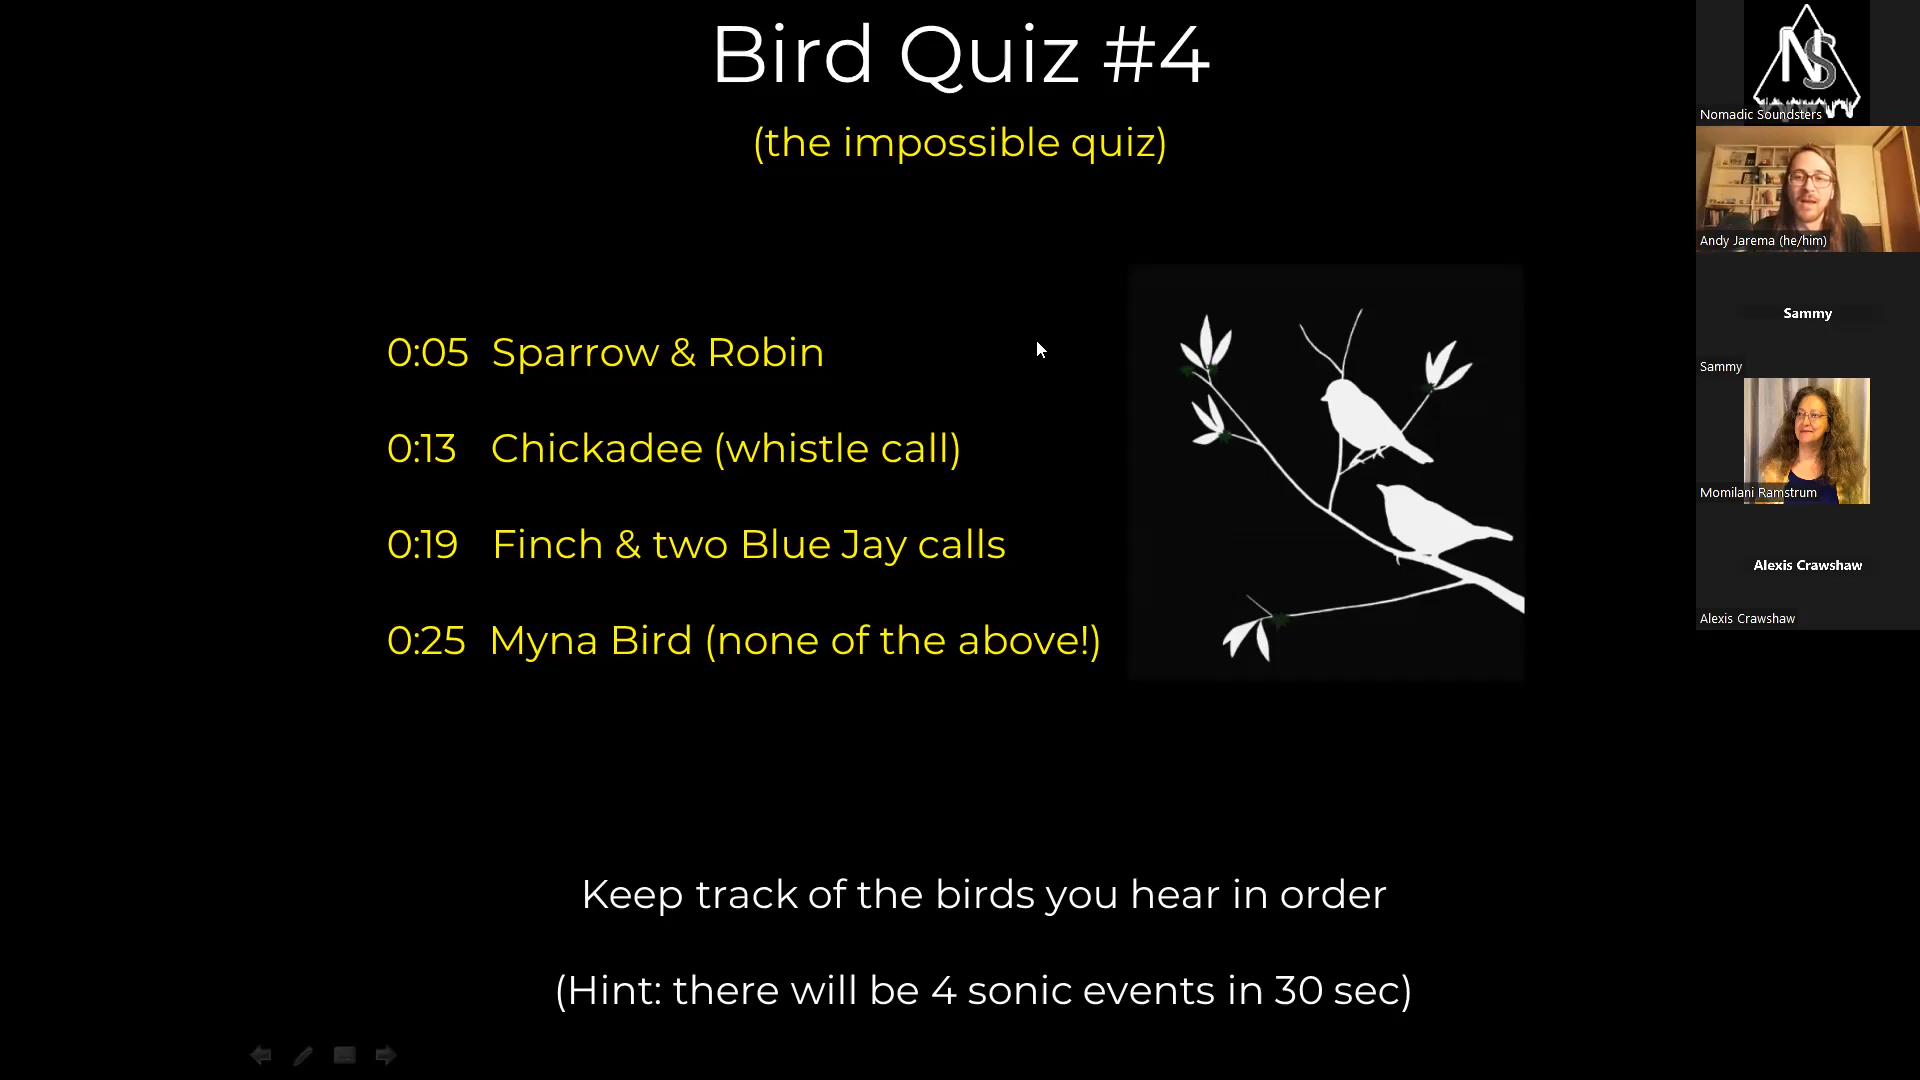 Bird Quiz #4
(the impossible quiz)
0:05 Sparrow & Robin
0:13 Chickadee (whistle call)
0:19 Finch & two Blue Jay calls
0:25 Myna Bird (none of the above!)
Keep track of the birds you hear in order
(Hint: there will be 4 sonic events in 30 sec)
NS
Nomadic Soundsters
Andy Jarema (he/him)
Sammy
Sammy
Momilani Ramstrum
Alexis Crawshaw
Alexis Crawshaw